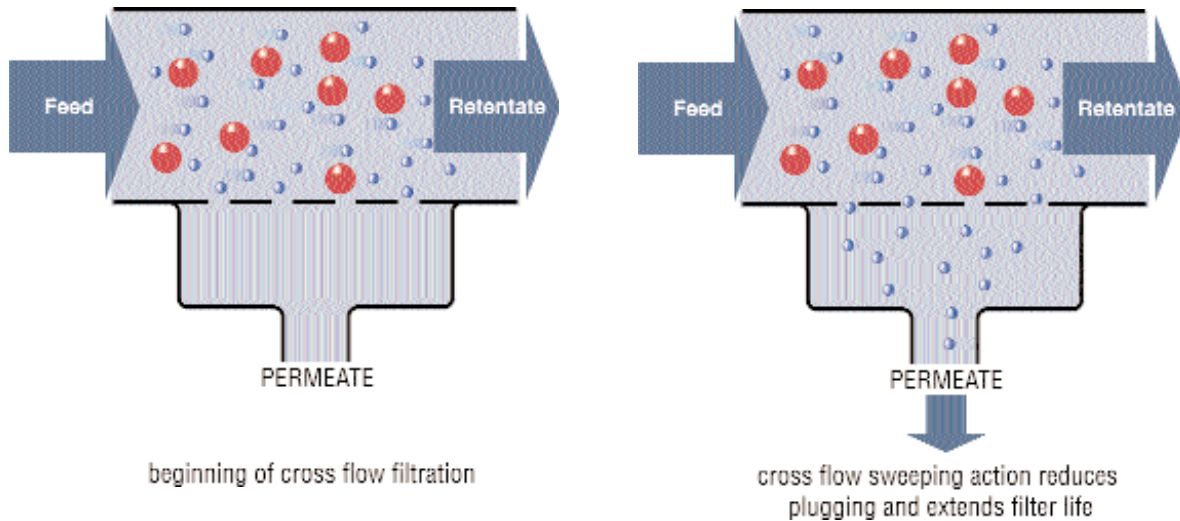 Feed
Retentate
PERMEATE
beginning of cross flow filtration
Feed
Retentate
PERMEATE
cross flow sweeping action reduces
plugging and extends filter life